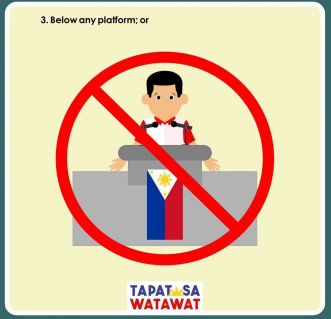 3. Below any platform; or
TAPAT SA
WATAWAT